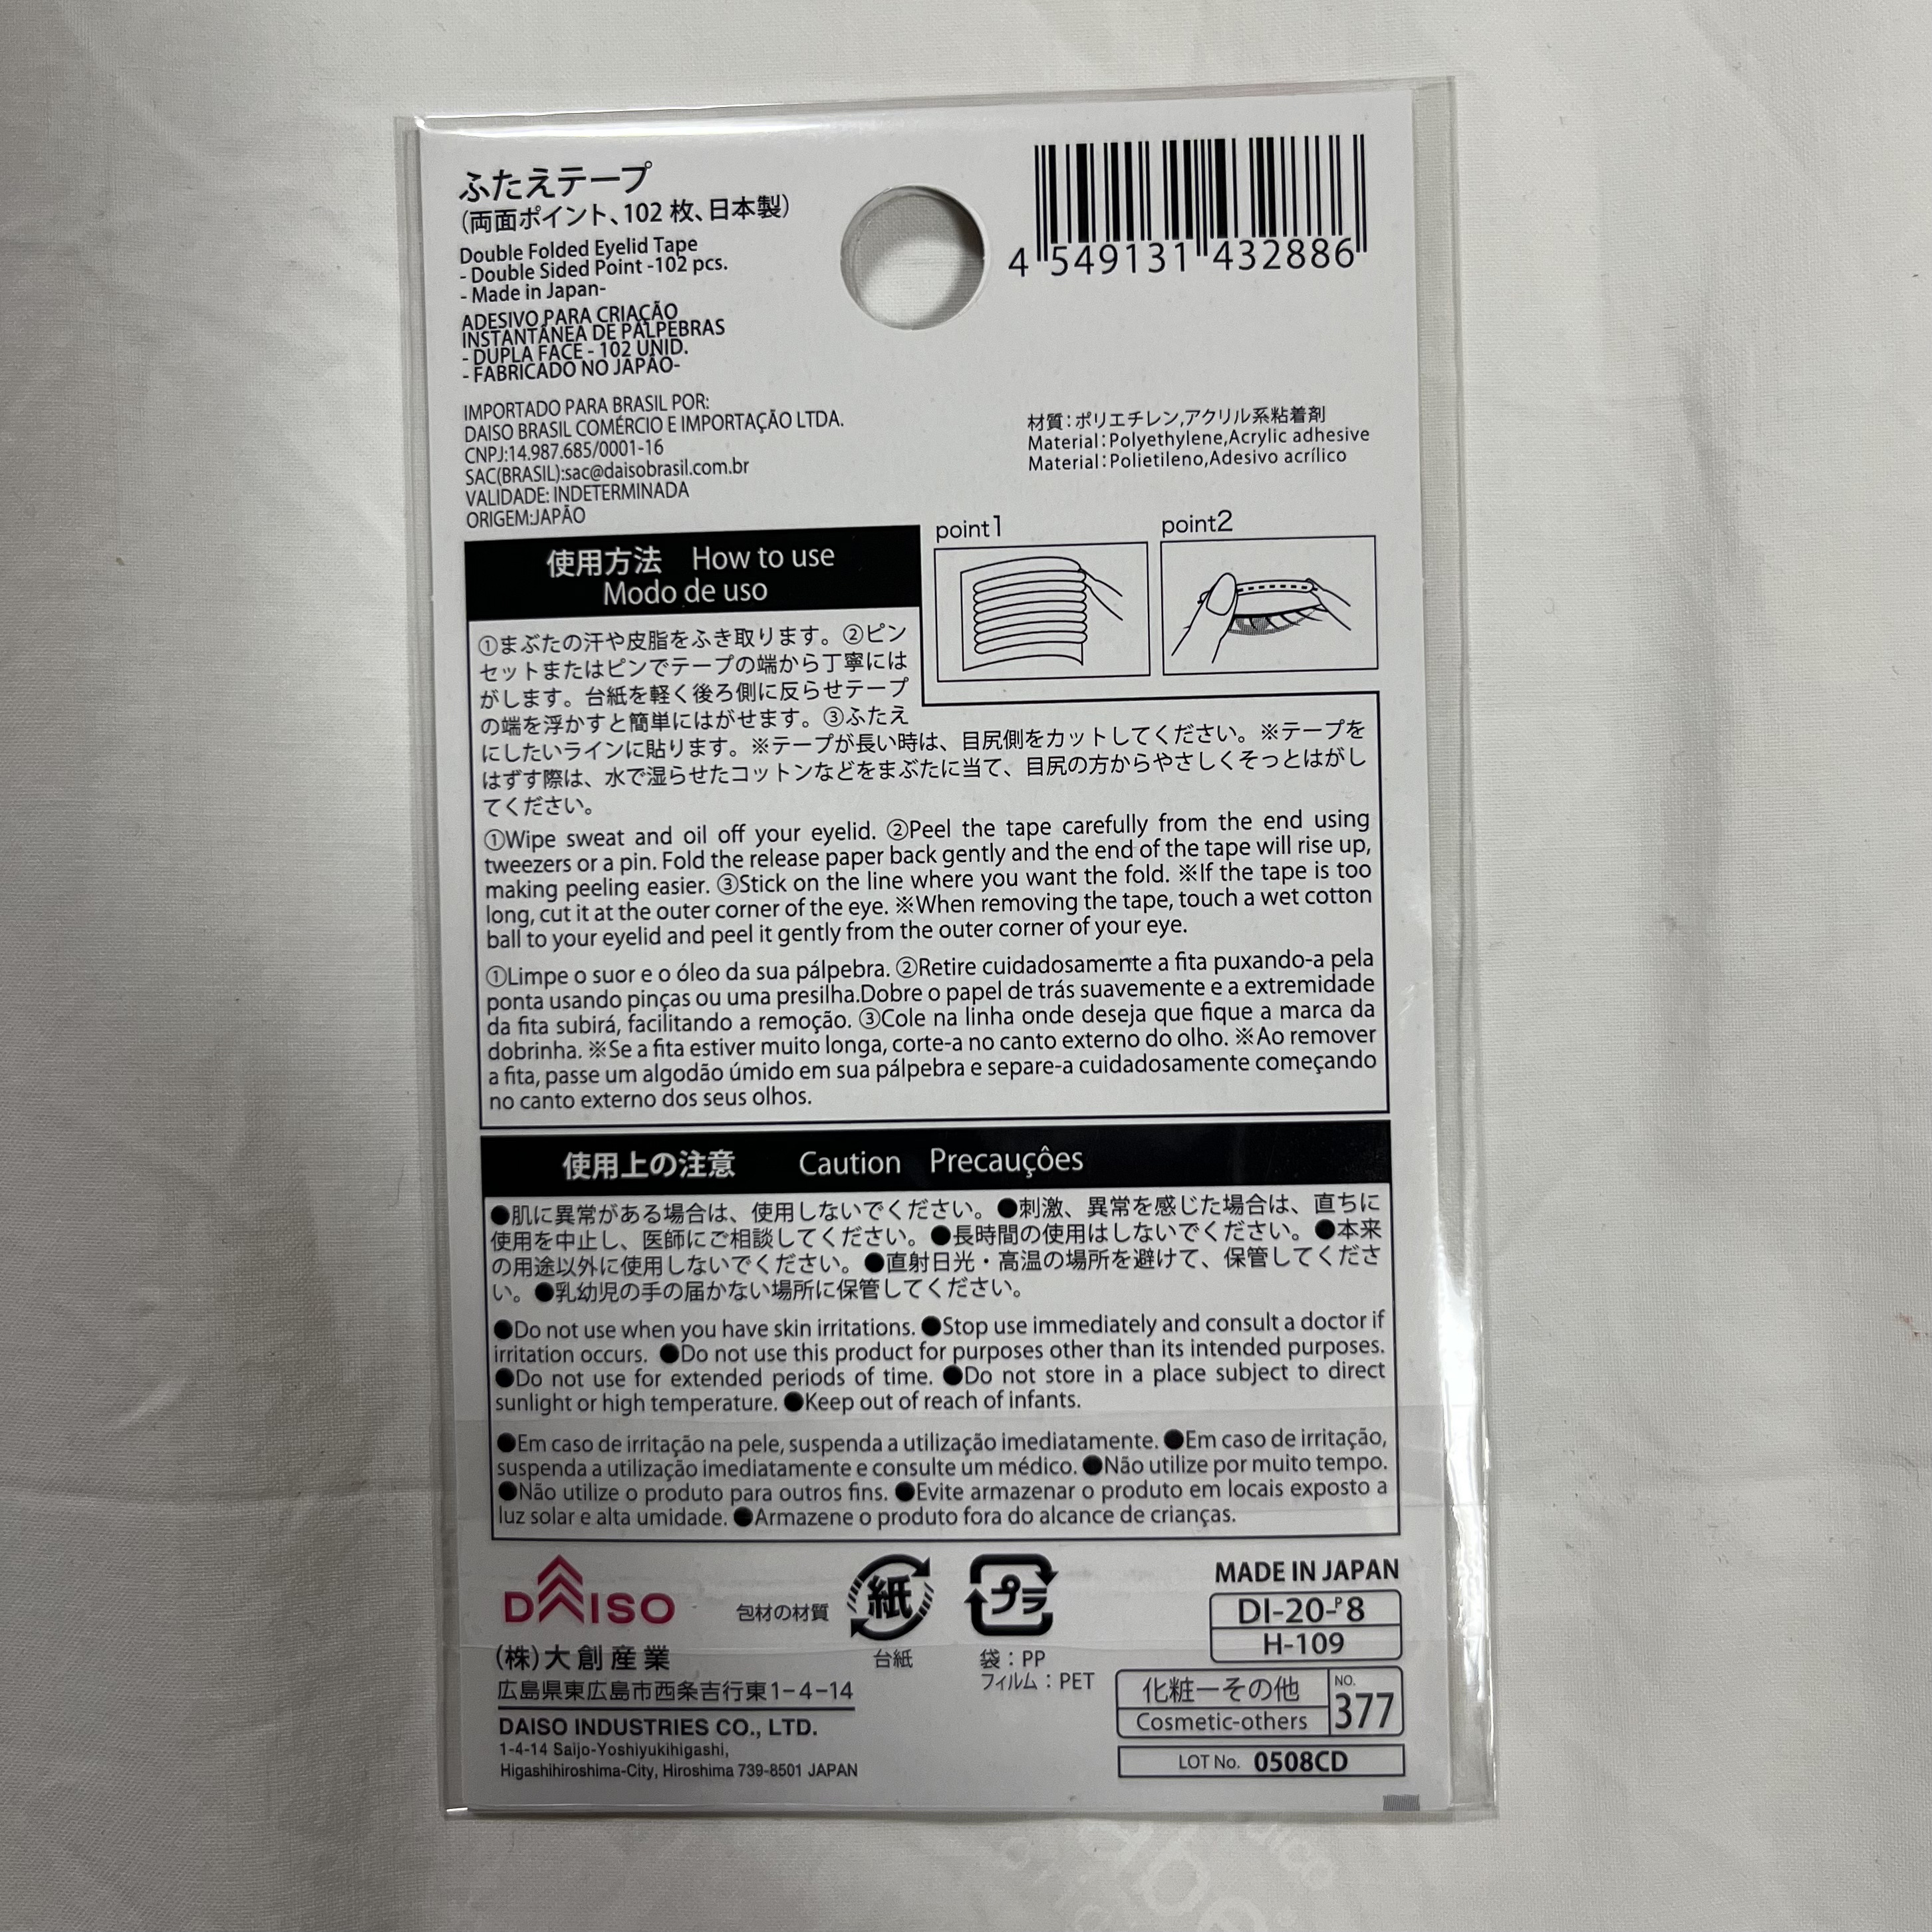 ふたえテープ
（両面ポイント、102 枚、日本製）
Double Folded Eyelid Tape
- Double Sided Point -102 pcs.
- Made in Japan-
ADESIVO PARA CRIAÇÃO
INSTANTÂNEA DE PÁLPEBRAS
- DUPLA FACE - 102 UNID.
- FABRICADO NO JAPÃO-
4 549131 432886
IMPORTADO PARA BRASIL POR:
DAISO BRASIL COMÉRCIO E IMPORTAÇÃO LTDA.
CNPJ:14.987.685/0001-16
SAC(BRASIL):sac@daisobrasil.com.br
VALIDADE: INDETERMINADA
ORIGEM:JAPÃO
材質：ポリエチレン,アクリル系粘着剤
Material：Polyethylene,Acrylic adhesive
Material：Polietileno,Adesivo acrílico
point1
point2
使用方法 How to use
Modo de uso
①まぶたの汗や皮脂をふき取ります。②ピン
セットまたはピンでテープの端から丁寧には
がします。台紙を軽く後ろ側に反らせテープ
の端を浮かすと簡単にはがせます。③ふたえ
にしたいラインに貼ります。※テープが長い時は、目尻側をカットしてください。※テープを
はずす際は、水で湿らせたコットンなどをまぶたに当て、目尻の方からやさしくそっとはがし
てください。
①Wipe sweat and oil off your eyelid. ②Peel the tape carefully from the end using
tweezers or a pin. Fold the release paper back gently and the end of the tape will rise up,
making peeling easier. ③Stick on the line where you want the fold. ※If the tape is too
long, cut it at the outer corner of the eye. ※When removing the tape, touch a wet cotton
ball to your eyelid and peel it gently from the outer corner of your eye.
①Limpe o suor e o óleo da sua pálpebra. ②Retire cuidadosamente a fita puxando-a pela
ponta usando pinças ou uma presilha.Dobre o papel de trás suavemente e a extremidade
da fita subirá, facilitando a remoção. ③Cole na linha onde deseja que fique a marca da
dobrinha. ※Se a fita estiver muito longa, corte-a no canto externo do olho. ※Ao remover
a fita, passe um algodão úmido em sua pálpebra e separe-a cuidadosamente começando
no canto externo dos seus olhos.
使用上の注意 Caution Precauçôes
●肌に異常がある場合は、使用しないでください。●刺激、異常を感じた場合は、直ちに
使用を中止し、医師にご相談してください。●長時間の使用はしないでください。●本来
の用途以外に使用しないでください。●直射日光・高温の場所を避けて、保管してくださ
い。●乳幼児の手の届かない場所に保管してください。
●Do not use when you have skin irritations. ●Stop use immediately and consult a doctor if
irritation occurs. ●Do not use this product for purposes other than its intended purposes.
●Do not use for extended periods of time. ●Do not store in a place subject to direct
sunlight or high temperature. ●Keep out of reach of infants.
●Em caso de irritação na pele, suspenda a utilização imediatamente. ●Em caso de irritação,
suspenda a utilização imediatamente e consulte um médico. ●Não utilize por muito tempo.
●Não utilize o produto para outros fins. ●Evite armazenar o produto em locais exposto a
luz solar e alta umidade. ●Armazene o produto fora do alcance de crianças.
DAISO
(株)大創産業
広島県東広島市西条吉行東1-4-14
DAISO INDUSTRIES CO., LTD.
1-4-14 Saijo-Yoshiyukihigashi,
Higashihiroshima-City, Hiroshima 739-8501 JAPAN
包材の材質
紙
台紙
プラ
袋：PP
フィルム：PET
MADE IN JAPAN
DI-20-P8
H-109
化粧－その他
Cosmetic-others
NO.
377
LOT No. 0508CD